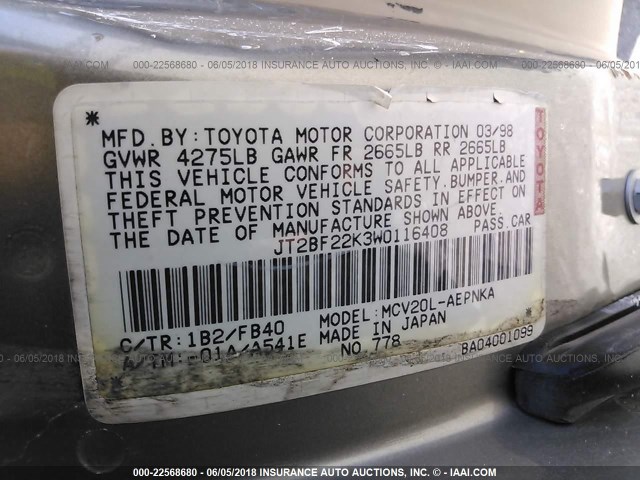 000-22568680 - 06/05/2018 INSURANCE AUTO AUCTIONS, INC. - © IAAI.COM
* MFD. BY: TOYOTA MOTOR CORPORATION 03/98
GVWR 4275LB GAWR FR 2665LB RR 2665LB
THIS VEHICLE CONFORMS TO ALL APPLICABLE
FEDERAL MOTOR VEHICLE SAFETY, BUMPER, AND
THEFT PREVENTION STANDARDS IN EFFECT ON
THE DATE OF MANUFACTURE SHOWN ABOVE.
JT2BF22K3W0116408 PASS. CAR
TOYOTA
C/TR: 1B2/FB40 MODEL: MCV20L-AEPNKA
01A/A541E MADE IN JAPAN
* NO 778 BA04001099
000-22568680 - 06/05/2018 INSURANCE AUTO AUCTIONS, INC. - © IAAI.COM